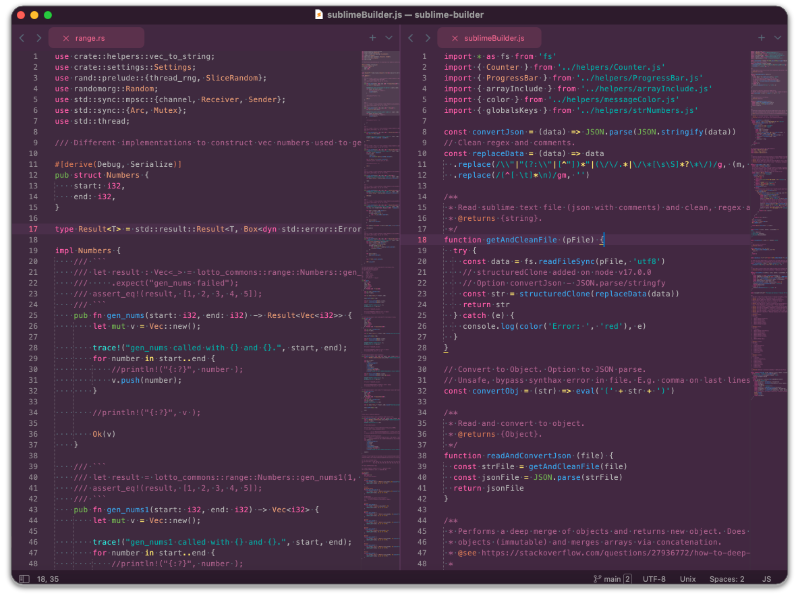 sublimeBuilder.js — sublime-builder
range.rs
1 use crate::helpers::vec_to_string;
2 use crate::settings::Settings;
3 use rand::prelude::{thread_rng, SliceRandom};
4 use randomorg::Random;
5 use std::sync::mpsc::{channel, Receiver, Sender};
6 use std::sync::{Arc, Mutex};
7 use std::thread;
8
9 /// Different implementations to construct vec numbers used to ge
10
11 #[derive(Debug, Serialize)]
12 pub struct Numbers {
13 start: i32,
14 end: i32,
15 }
16
17 type Result<T> = std::result::Result<T, Box<dyn std::error::Error
18
19 impl Numbers {
20 /// ```
21 /// let result : Vec<_> = lotto_commons::range::Numbers::gen_
22 /// .expect("gen_nums failed");
23 /// assert_eq!(result, [1, 2, 3, 4, 5]);
24 /// ```
25 pub fn gen_nums(start: i32, end: i32) -> Result<Vec<i32>> {
26 let mut v = Vec::new();
27
28 trace!("gen_nums called with {} and {}.", start, end);
29 for number in start..end {
30 //println!("{:?}", number );
31 v.push(number);
32 }
33
34 //println!("{:?}", v );
35
36 Ok(v)
37 }
38
39 /// ```
40 /// let result = lotto_commons::range::Numbers::gen_nums1(1,
41 /// assert_eq!(result, [1, 2, 3, 4, 5]);
42 /// ```
43 pub fn gen_nums1(start: i32, end: i32) -> Vec<i32> {
44 let mut v = Vec::new();
45
46 trace!("gen_nums1 called with {} and {}.", start, end);
47 for number in start..end {
48 //println!("{:?}", number );
sublimeBuilder.js
1 import * as fs from 'fs'
2 import { Counter } from '../helpers/Counter.js'
3 import { ProgressBar } from '../helpers/ProgressBar.js'
4 import { arrayInclude } from '../helpers/arrayInclude.js'
5 import { color } from '../helpers/messageColor.js'
6 import { globalsKeys } from '../helpers/strNumbers.js'
7
8 const convertJson = (data) => JSON.parse(JSON.stringify(data))
9 // Clean regex and comments.
10 const replaceData = (data) => data
11 .replace(/\\"|"(?:\\"|[^"])*"|(\/\/.*|\/\*[\s\S]*?\*\/)/g, (m,
12 .replace(/^[ \t]*\n)/gm, '')
13
14 /**
15 * Read sublime text file (json with comments) and clean, regex a
16 * @returns {string}.
17 */
18 function getAndCleanFile (pFile) {
19 try {
20 const data = fs.readFileSync(pFile, 'utf8')
21 // structuredClone added on node v17.0.0
22 // Option convertJson ~ JSON.parse/stringfy
23 const str = structuredClone(replaceData(data))
24 return str
25 } catch (e) {
26 console.log(color('Error: ', 'red'), e)
27 }
28 }
29
30 // Convert to Object. Option to JSON.parse.
31 // Unsafe, bypass synthax error in file. E.g. comma on last lines
32 const convertObj = (str) => eval('(' + str + ')')
33
34 /**
35 * Read and convert to object.
36 * @returns {Object}.
37 */
38 function readAndConvertJson (file) {
39 const strFile = getAndCleanFile(file)
40 const jsonFile = JSON.parse(strFile)
41 return jsonFile
42 }
43
44 /**
45 * Performs a deep merge of objects and returns new object. Does
46 * objects (immutable) and merges arrays via concatenation.
47 * @see https://stackoverflow.com/questions/27936772/how-to-deep-
48 *
18, 35
main 2 UTF-8 Unix Spaces: 2 JS